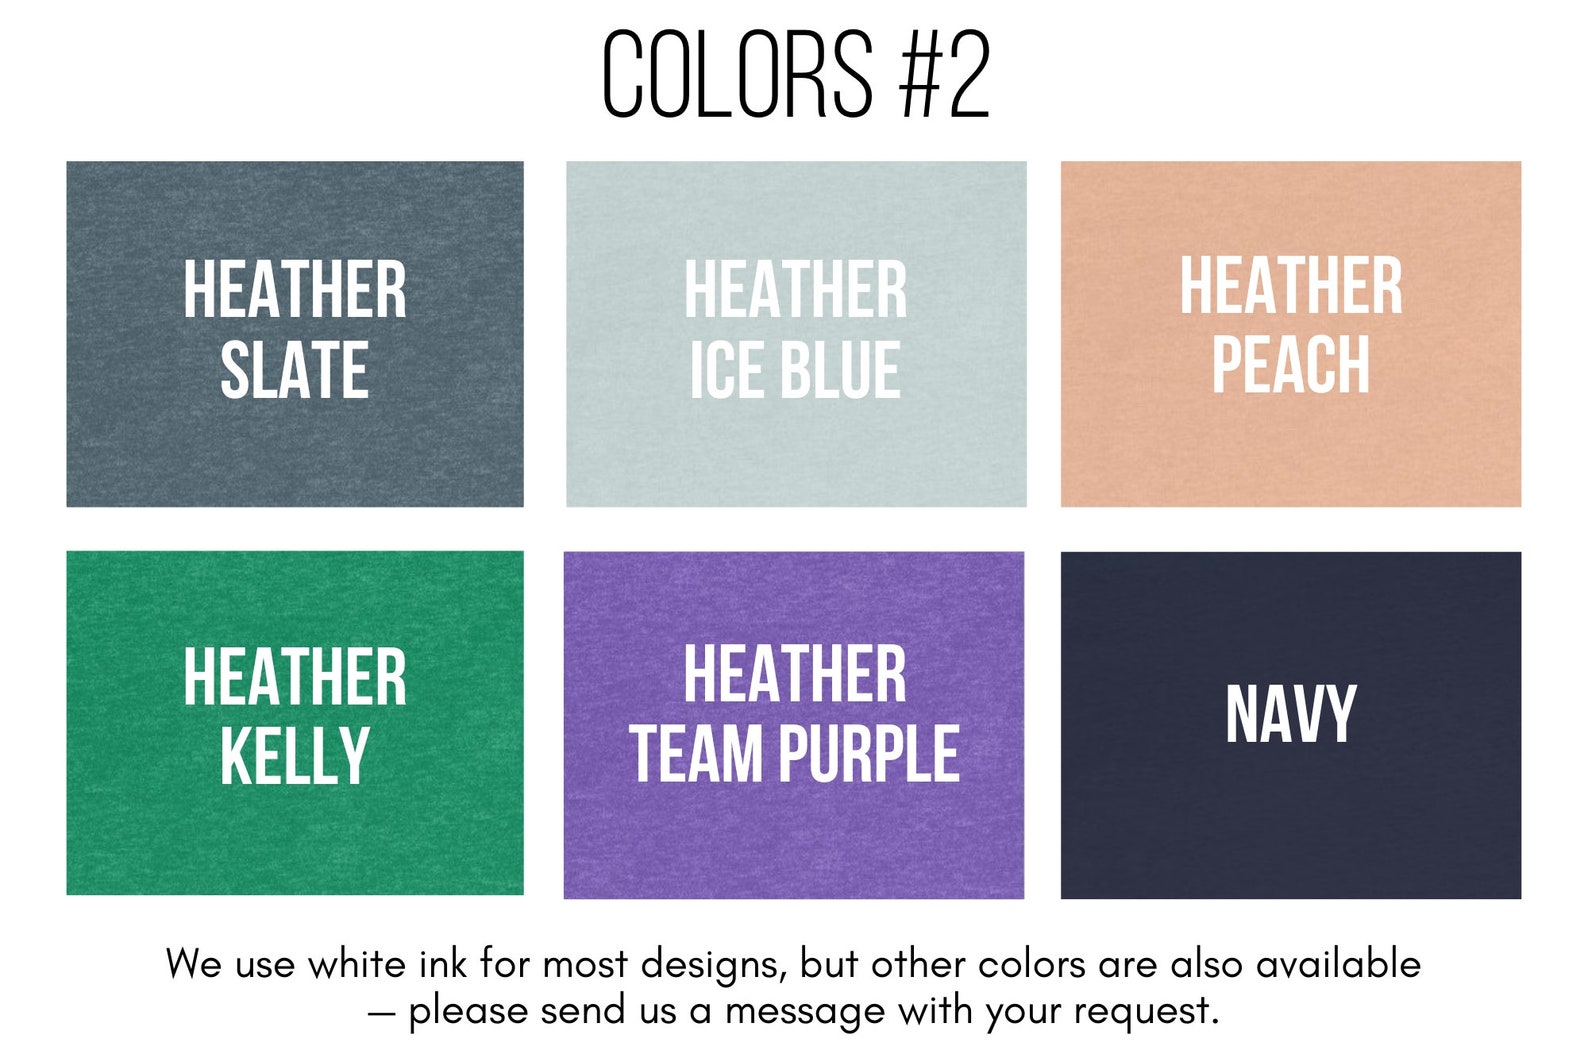 COLORS #2
HEATHER
SLATE
HEATHER
ICE BLUE
HEATHER
PEACH
HEATHER
KELLY
HEATHER
TEAM PURPLE
NAVY
We use white ink for most designs, but other colors are also available
— please send us a message with your request.